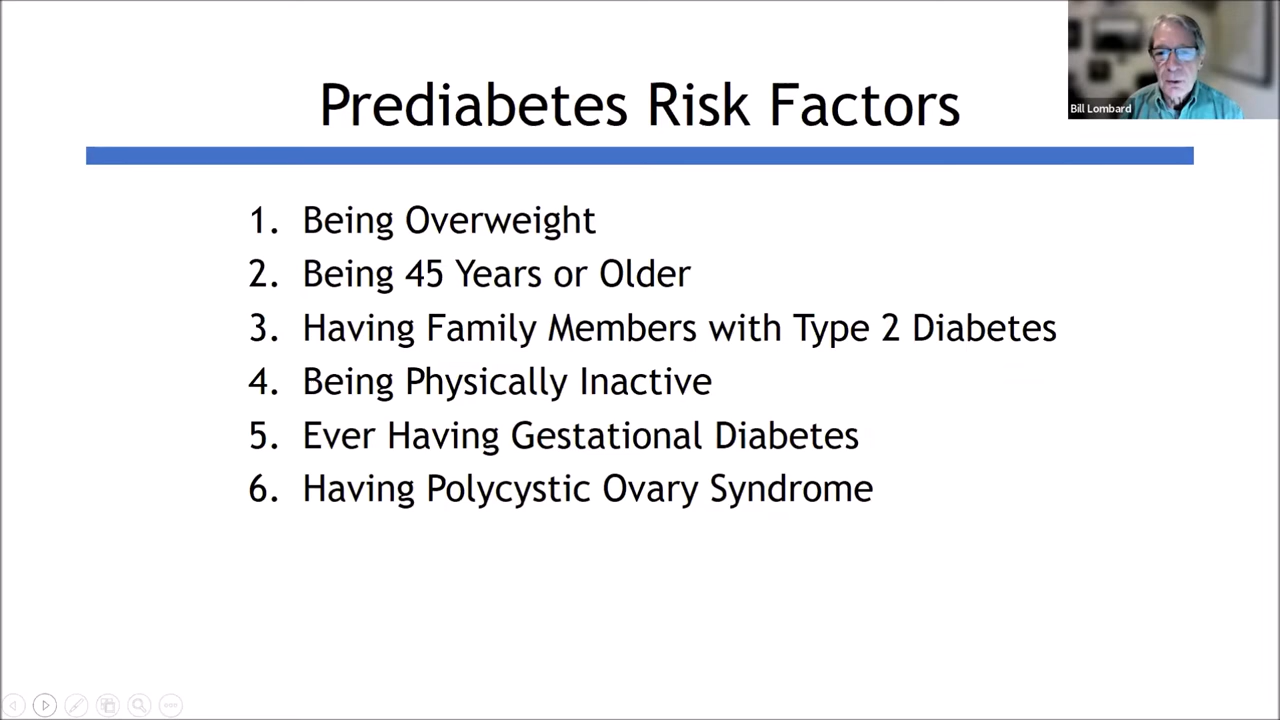 Prediabetes Risk Factors
Bill Lombard
1. Being Overweight
2. Being 45 Years or Older
3. Having Family Members with Type 2 Diabetes
4. Being Physically Inactive
5. Ever Having Gestational Diabetes
6. Having Polycystic Ovary Syndrome